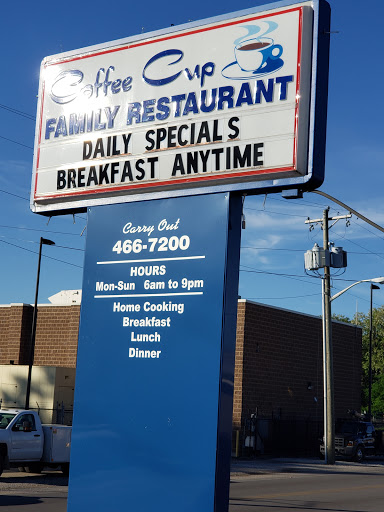 Coffee Cup
FAMILY RESTAURANT
DAILY SPECIALS
BREAKFAST ANYTIME
Carry Out
466-7200
HOURS
Mon-Sun 6am to 9pm
Home Cooking
Breakfast
Lunch
Dinner